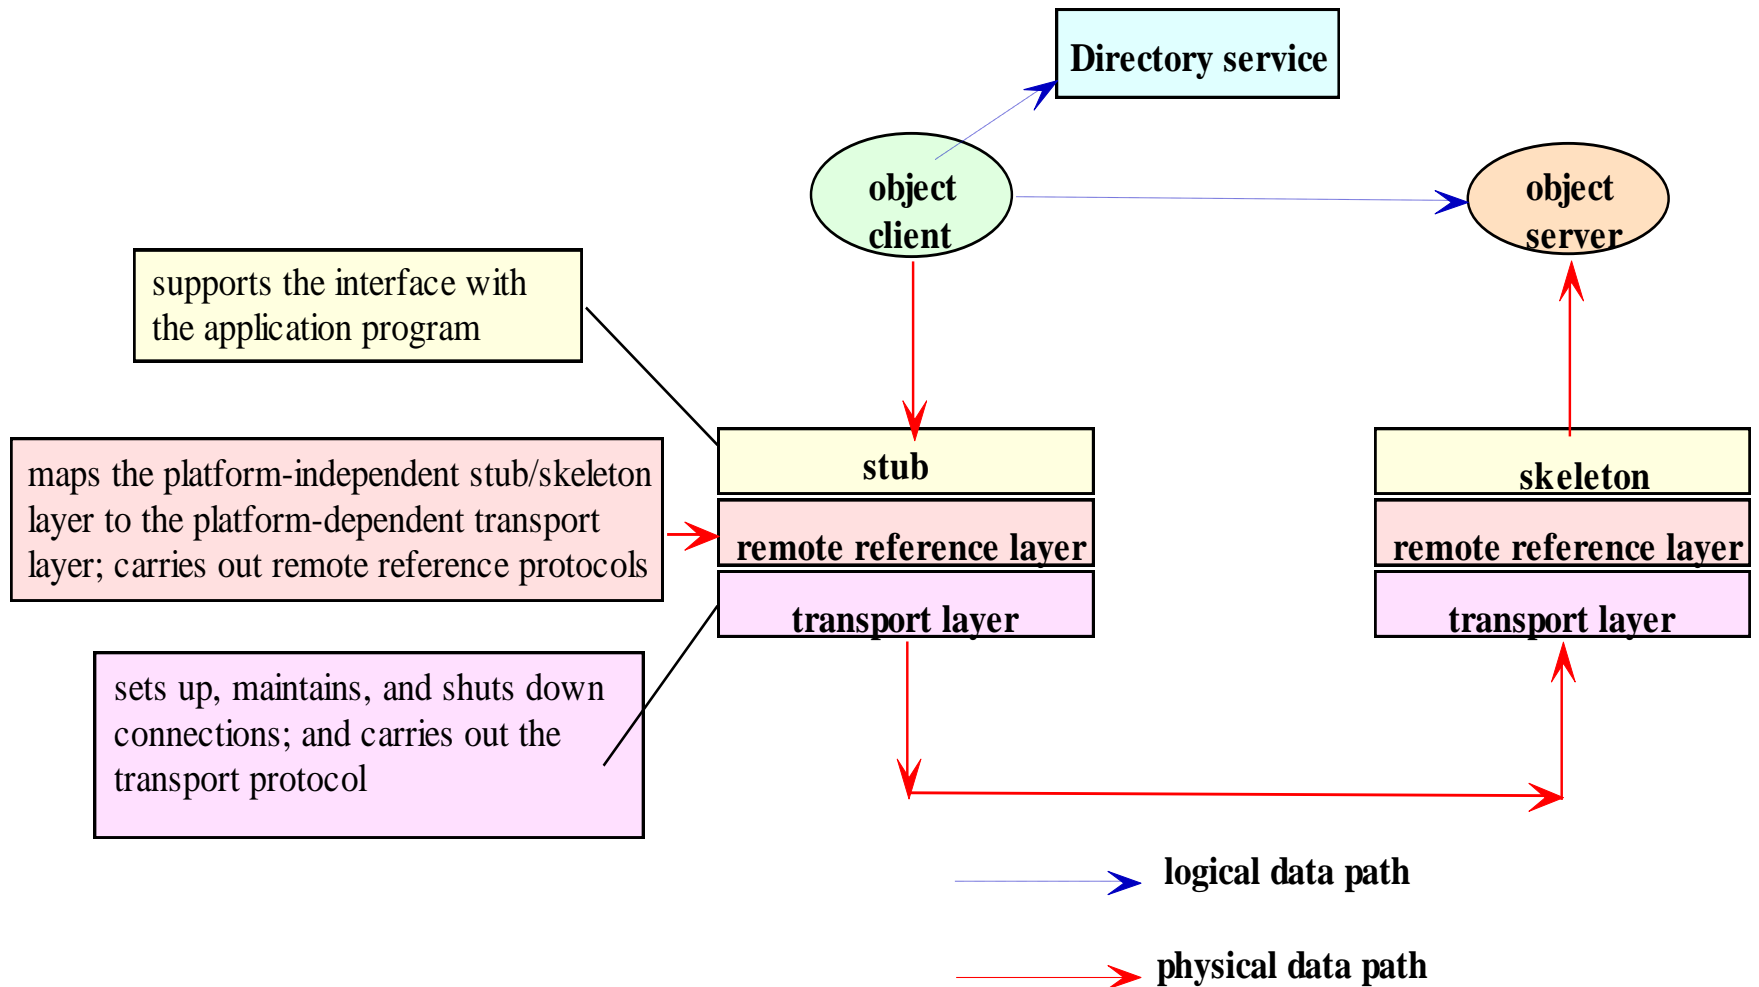 Directory service
object
client
object
server
supports the interface with
the application program
maps the platform-independent stub/skeleton
layer to the platform-dependent transport
layer; carries out remote reference protocols
sets up, maintains, and shuts down
connections; and carries out the
transport protocol
stub
remote reference layer
transport layer
skeleton
remote reference layer
transport layer
logical data path
physical data path